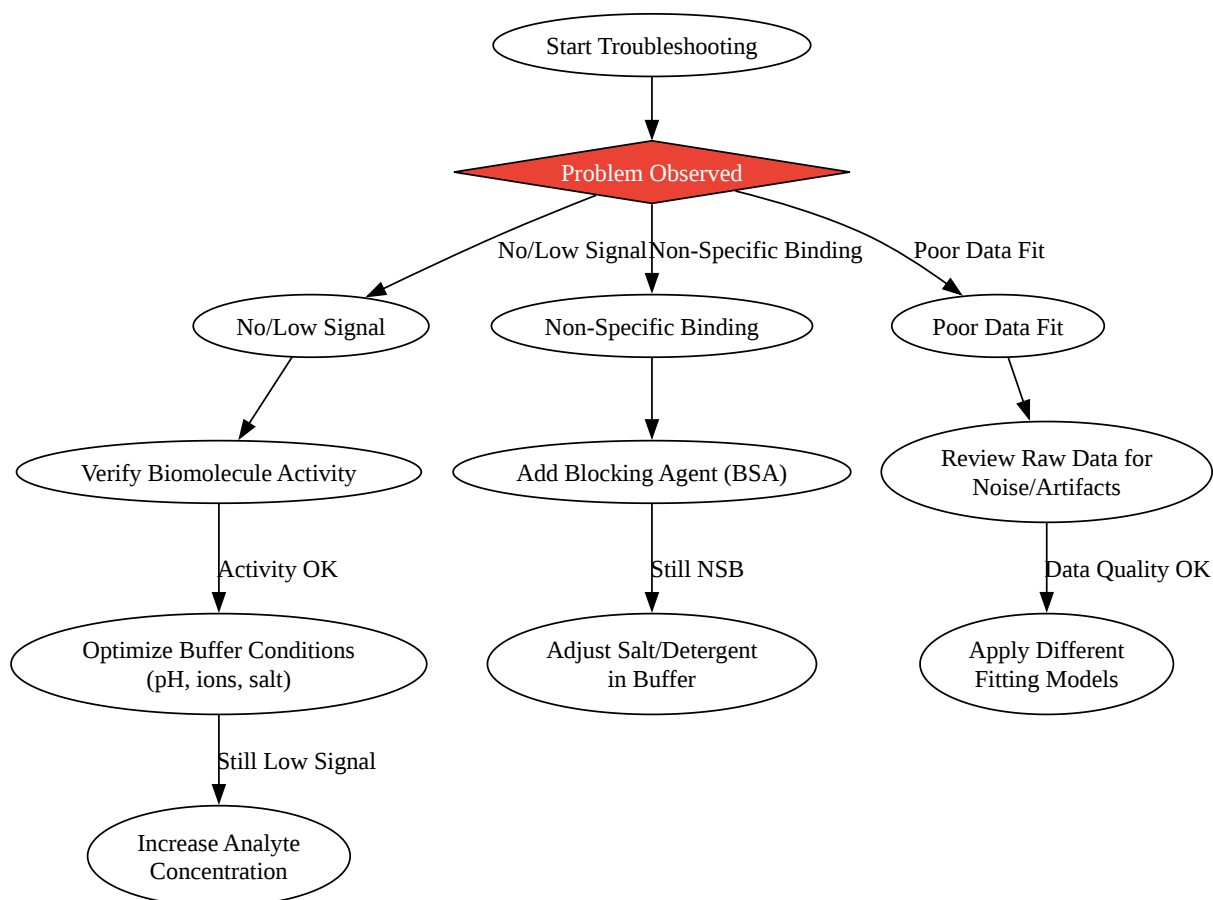 Start Troubleshooting
Problem Observed
No/Low Signal
Non-Specific Binding
Poor Data Fit
No/Low Signal
Non-Specific Binding
Poor Data Fit
Verify Biomolecule Activity
Add Blocking Agent (BSA)
Review Raw Data for
Noise/Artifacts
Activity OK
Still NSB
Data Quality OK
Optimize Buffer Conditions
(pH, ions, salt)
Adjust Salt/Detergent
in Buffer
Apply Different
Fitting Models
Still Low Signal
Increase Analyte
Concentration